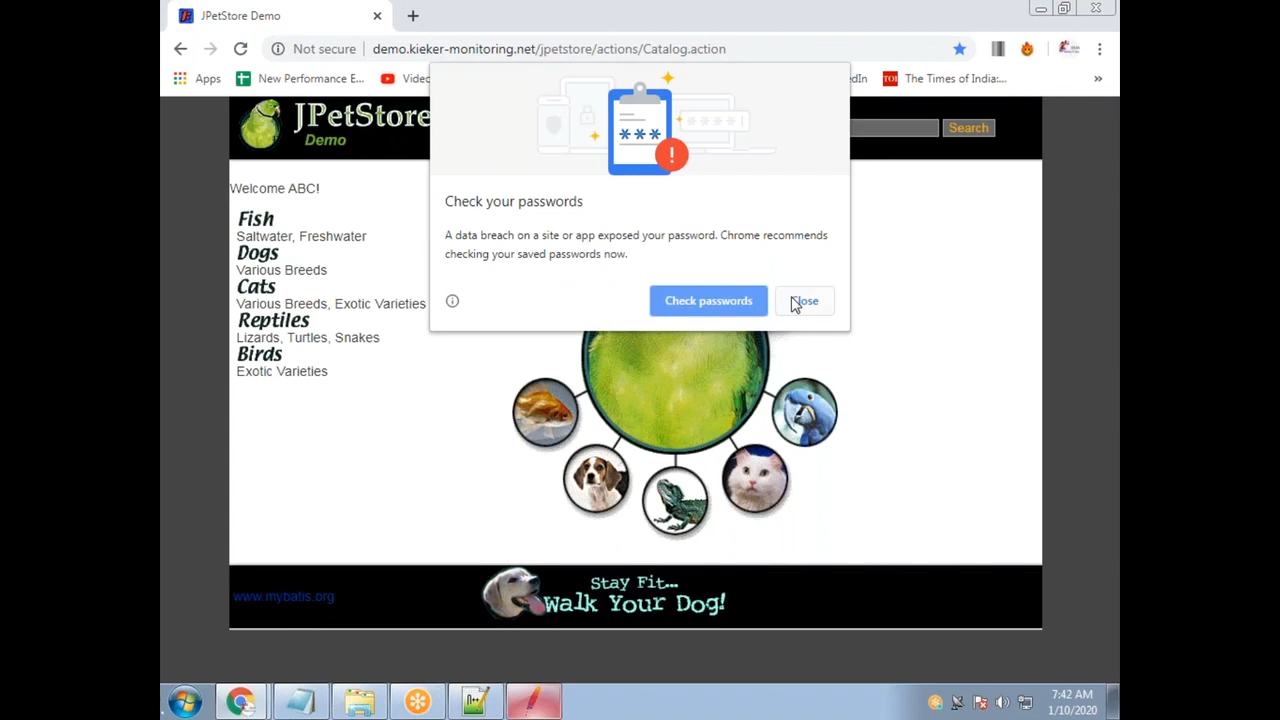 JPetStore Demo
Not secure
demo.kieker-monitoring.net/jpetstore/actions/Catalog.action
Apps
New Performance E...
The Times of India:...
JPetStore
Demo
Search
Welcome ABC!
Fish
Saltwater, Freshwater
Dogs
Various Breeds
Cats
Various Breeds, Exotic Varieties
Reptiles
Lizards, Turtles, Snakes
Birds
Exotic Varieties
***
Check your passwords
A data breach on a site or app exposed your password. Chrome recommends
checking your saved passwords now.
Check passwords
www.mybatis.org
Stay Fit...
Walk Your Dog!
7:42 AM
1/10/2020